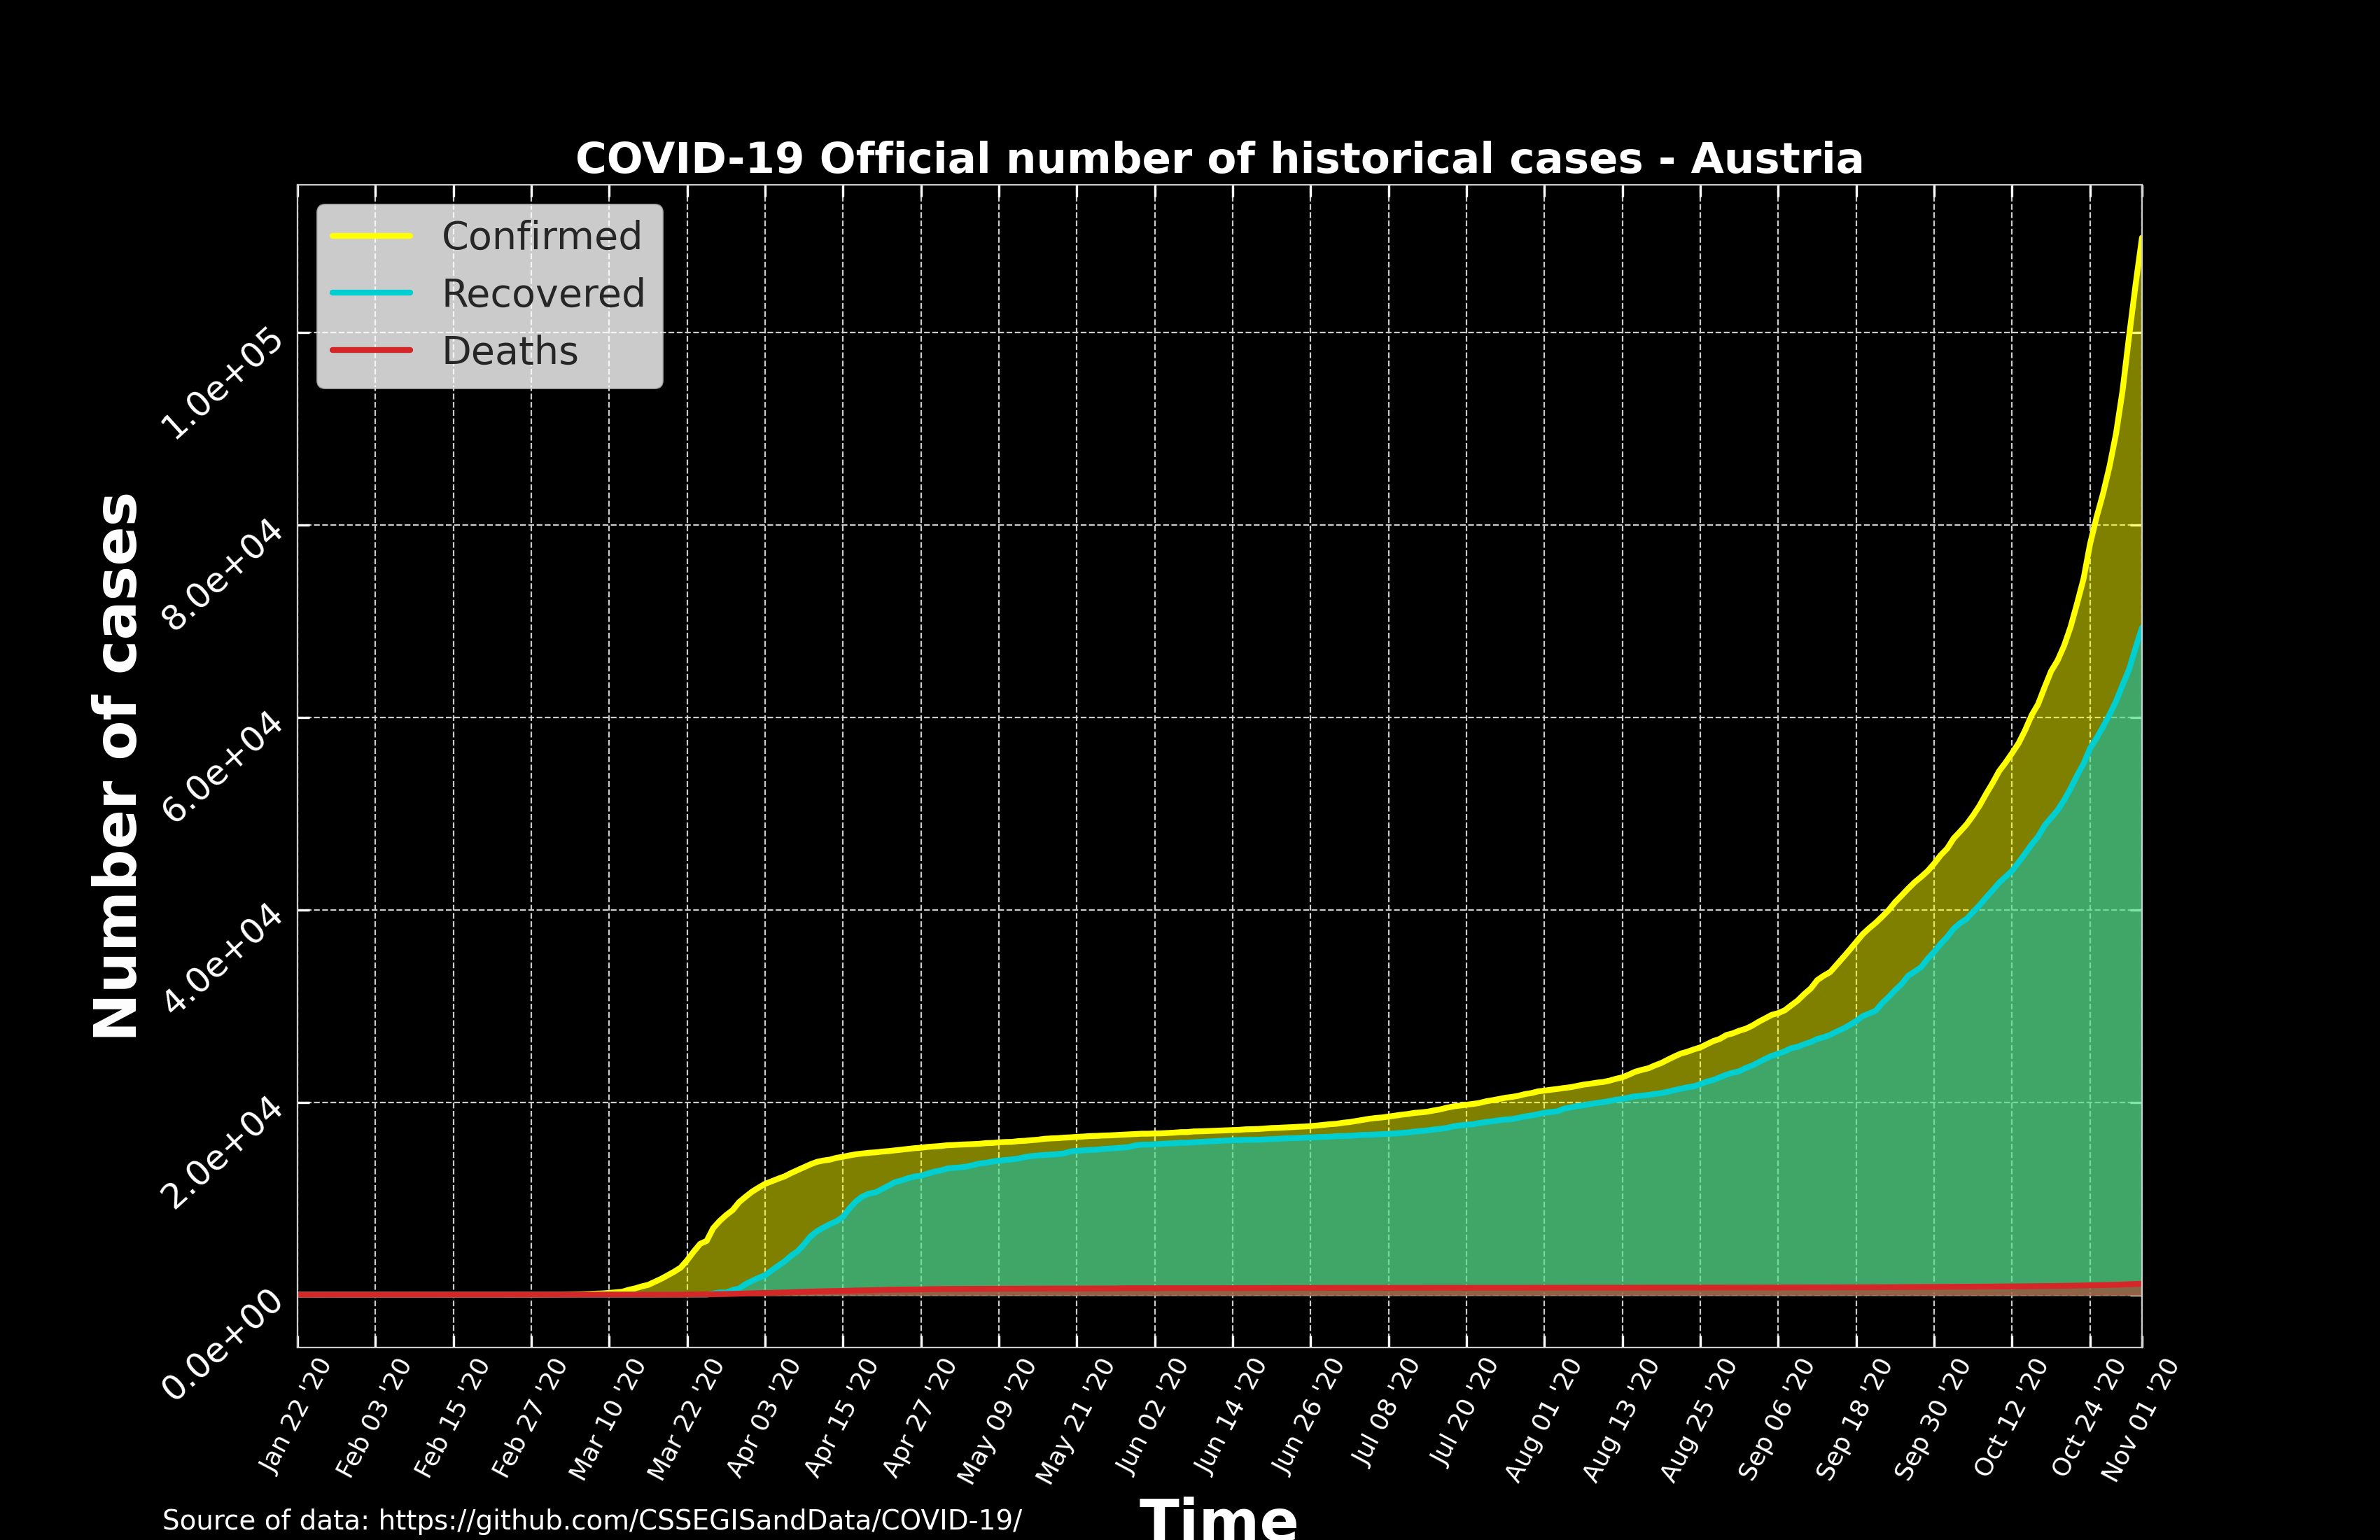 COVID-19 Official number of historical cases - Austria
Confirmed
Recovered
Deaths
Number of cases
1.0e+05
8.0e+04
6.0e+04
4.0e+04
2.0e+04
0.0e+00
Jan 22 '20
Feb 03 '20
Feb 15 '20
Feb 27 '20
Mar 10 '20
Mar 22 '20
Apr 03 '20
Apr 15 '20
Apr 27 '20
May 09 '20
May 21 '20
Jun 02 '20
Jun 14 '20
Jun 26 '20
Jul 08 '20
Jul 20 '20
Aug 01 '20
Aug 13 '20
Aug 25 '20
Sep 06 '20
Sep 18 '20
Sep 30 '20
Oct 12 '20
Oct 24 '20
Nov 01 '20
Time
Source of data: https://github.com/CSSEGISandData/COVID-19/